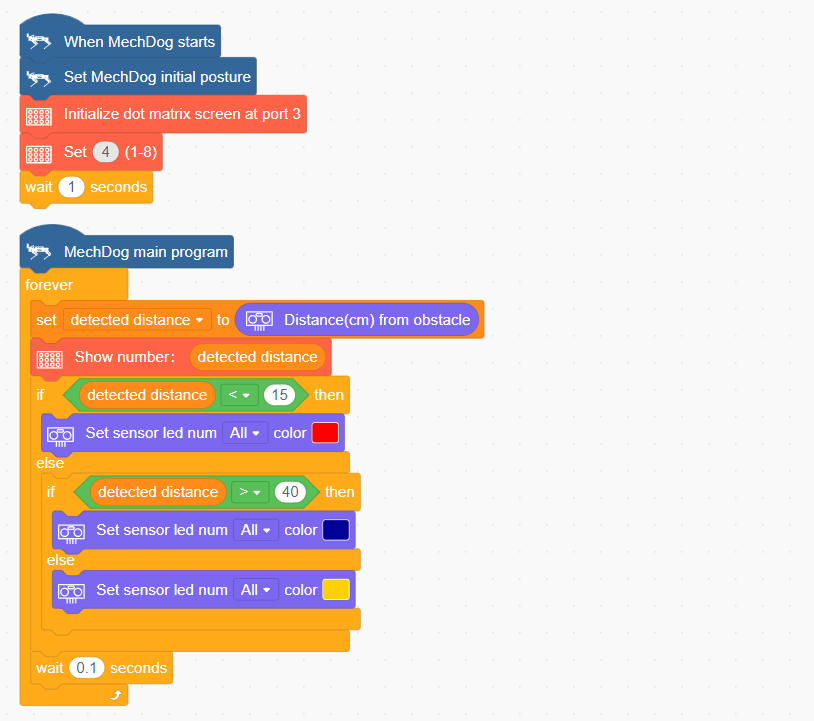 When MechDog starts
Set MechDog initial posture
Initialize dot matrix screen at port 3
Set 4 (1-8)
wait 1 seconds
MechDog main program
forever
set detected distance to Distance(cm) from obstacle
Show number: detected distance
if detected distance < 15 then
Set sensor led num All color
else
if detected distance > 40 then
Set sensor led num All color
else
Set sensor led num All color
wait 0.1 seconds